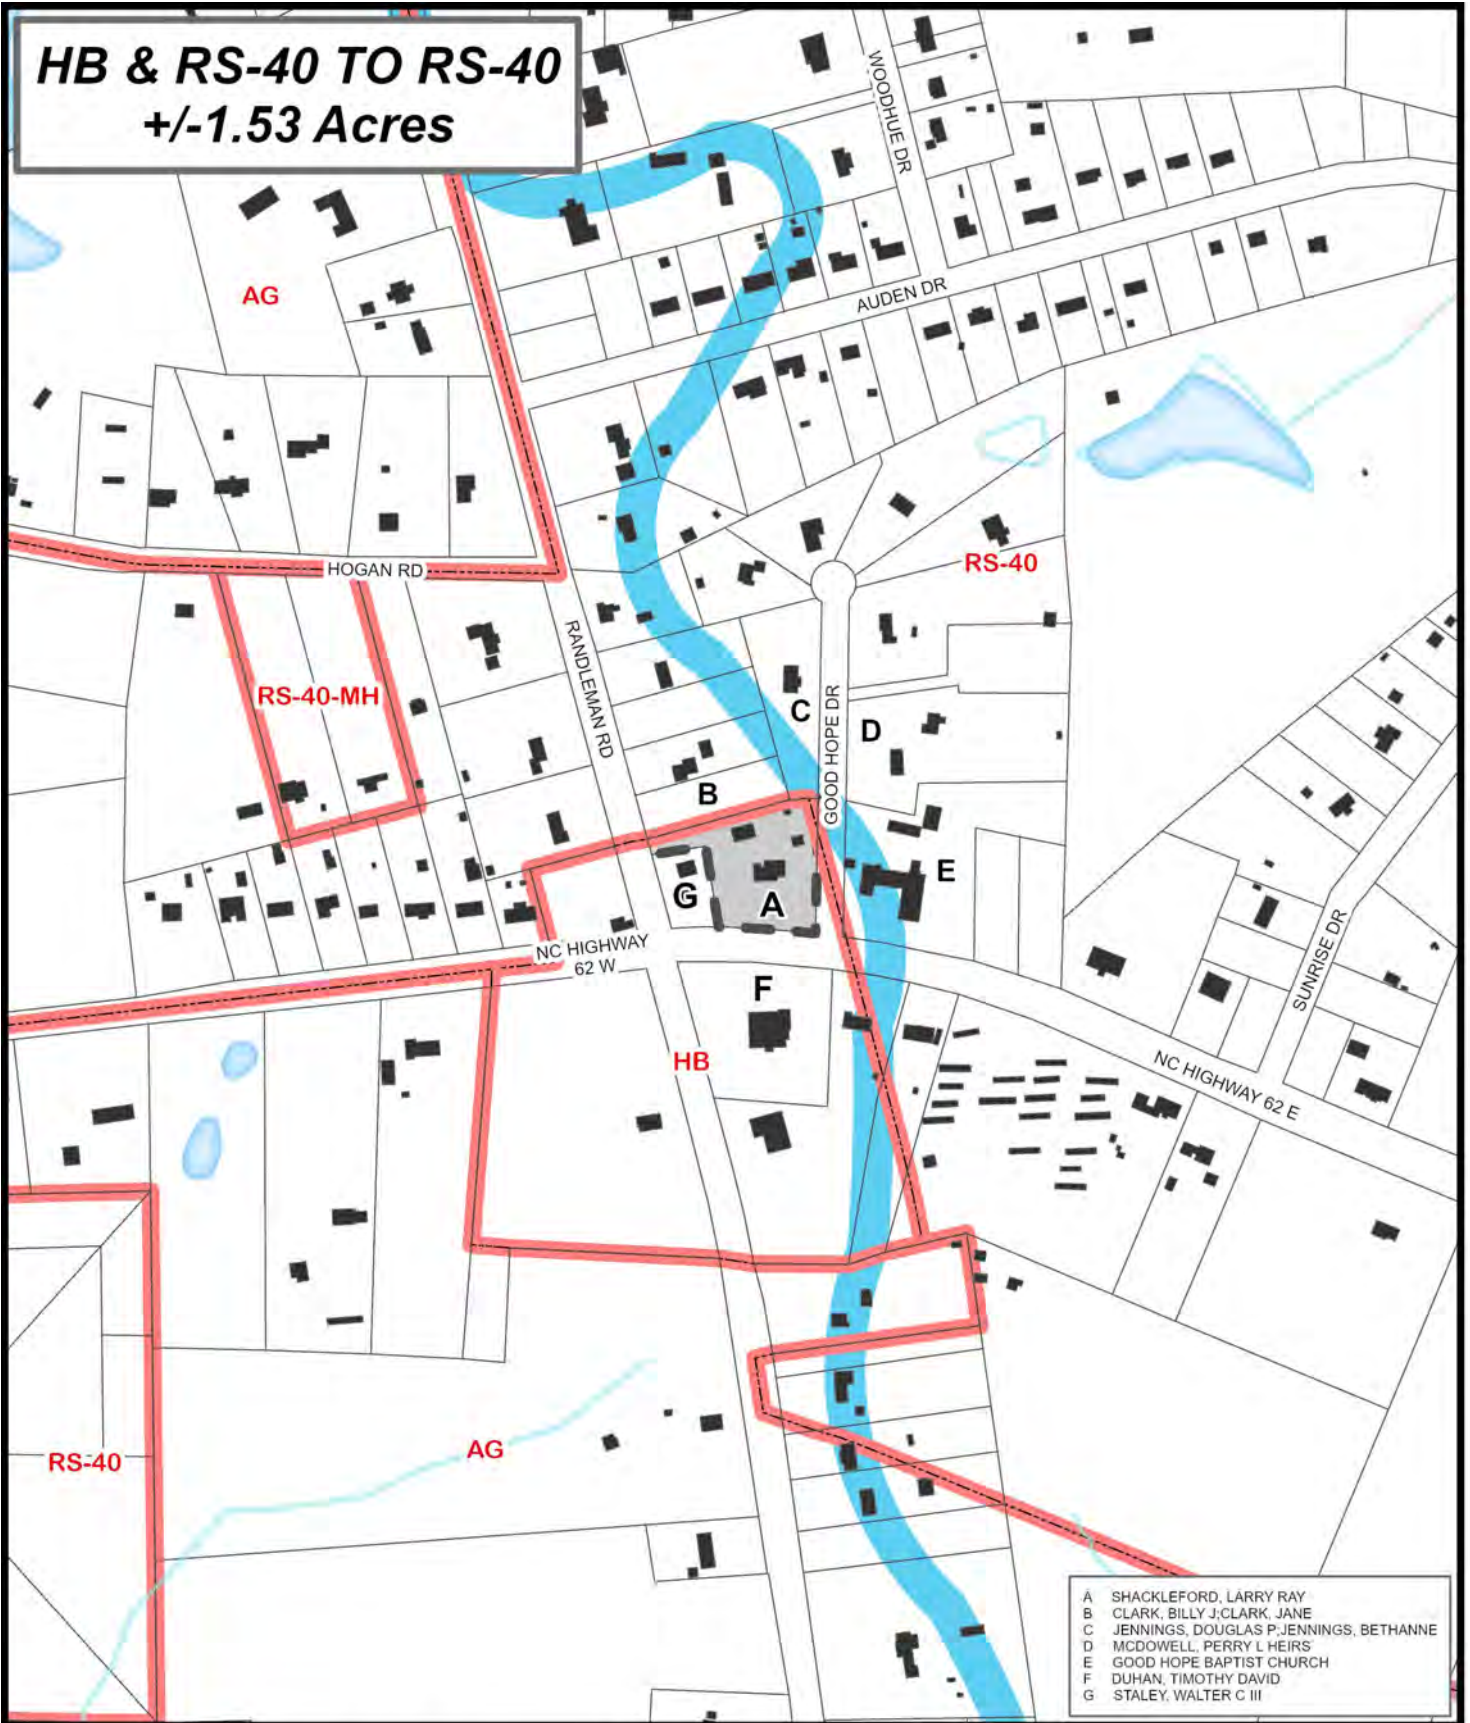 HB & RS-40 TO RS-40
+/-1.53 Acres
WOODHUE DR
AG
AUDEN DR
HOGAN RD
RS-40
RANDLEMAN RD
RS-40-MH
C
GOOD HOPE DR
D
B
E
G
A
SUNRISE DR
NC HIGHWAY
62 W
F
HB
NC HIGHWAY 62 E
AG
RS-40
A SHACKLEFORD, LARRY RAY
B CLARK, BILLY J;CLARK, JANE
C JENNINGS, DOUGLAS P;JENNINGS, BETHANNE
D MCDOWELL, PERRY L HEIRS
E GOOD HOPE BAPTIST CHURCH
F DUHAN, TIMOTHY DAVID
G STALEY, WALTER C III